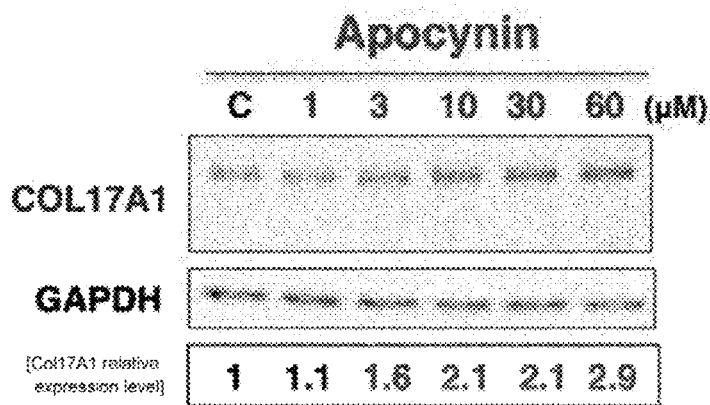 Apocynin
C 1 3 10 30 60 (µM)
COL17A1
GAPDH
[Col17A1 relative
expression level]
1 1.1 1.6 2.1 2.1 2.9